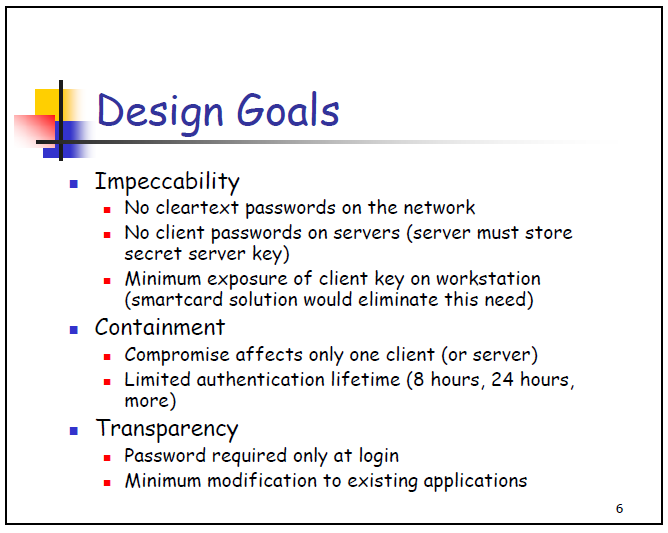 Design Goals
Impeccability
No cleartext passwords on the network
No client passwords on servers (server must store
secret server key)
Minimum exposure of client key on workstation
(smartcard solution would eliminate this need)
Containment
Compromise affects only one client (or server)
Limited authentication lifetime (8 hours, 24 hours,
more)
Transparency
Password required only at login
Minimum modification to existing applications
6